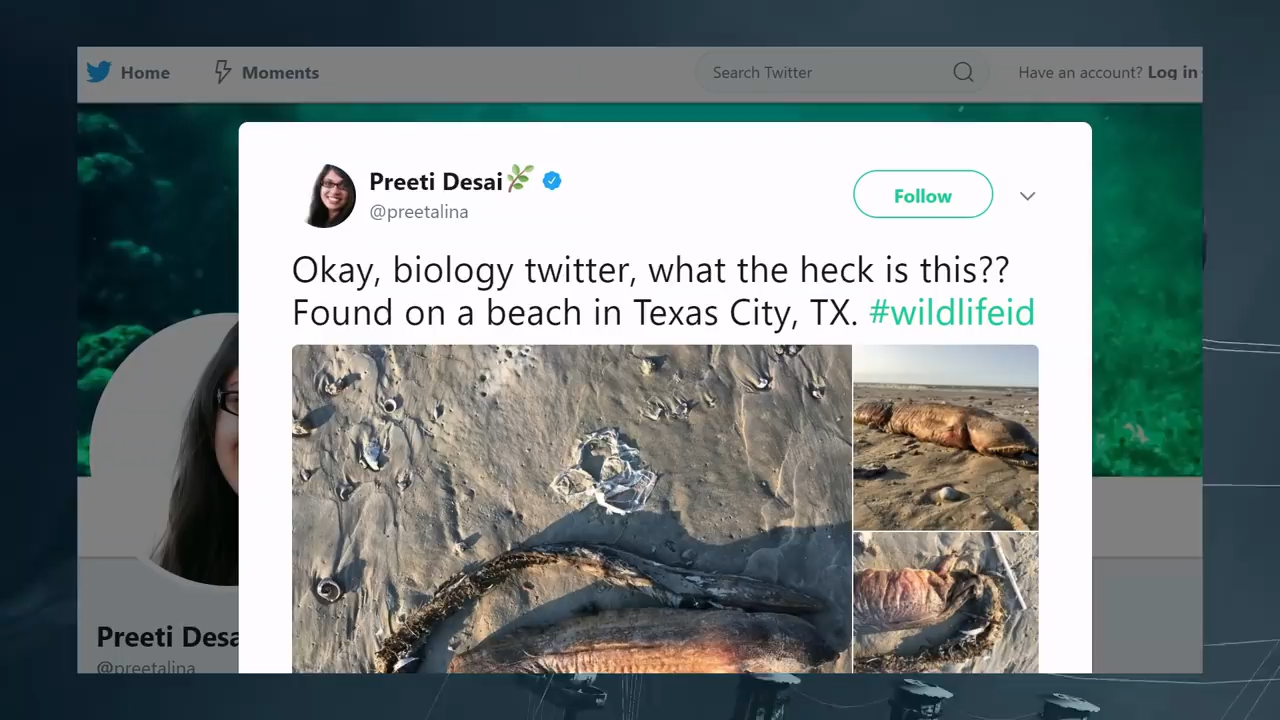 Home
Moments
Search Twitter
Have an account? Log in
Preeti Desai
@preetalina
Follow
Okay, biology twitter, what the heck is this??
Found on a beach in Texas City, TX. #wildlifeid
Preeti Desa
@preetalina